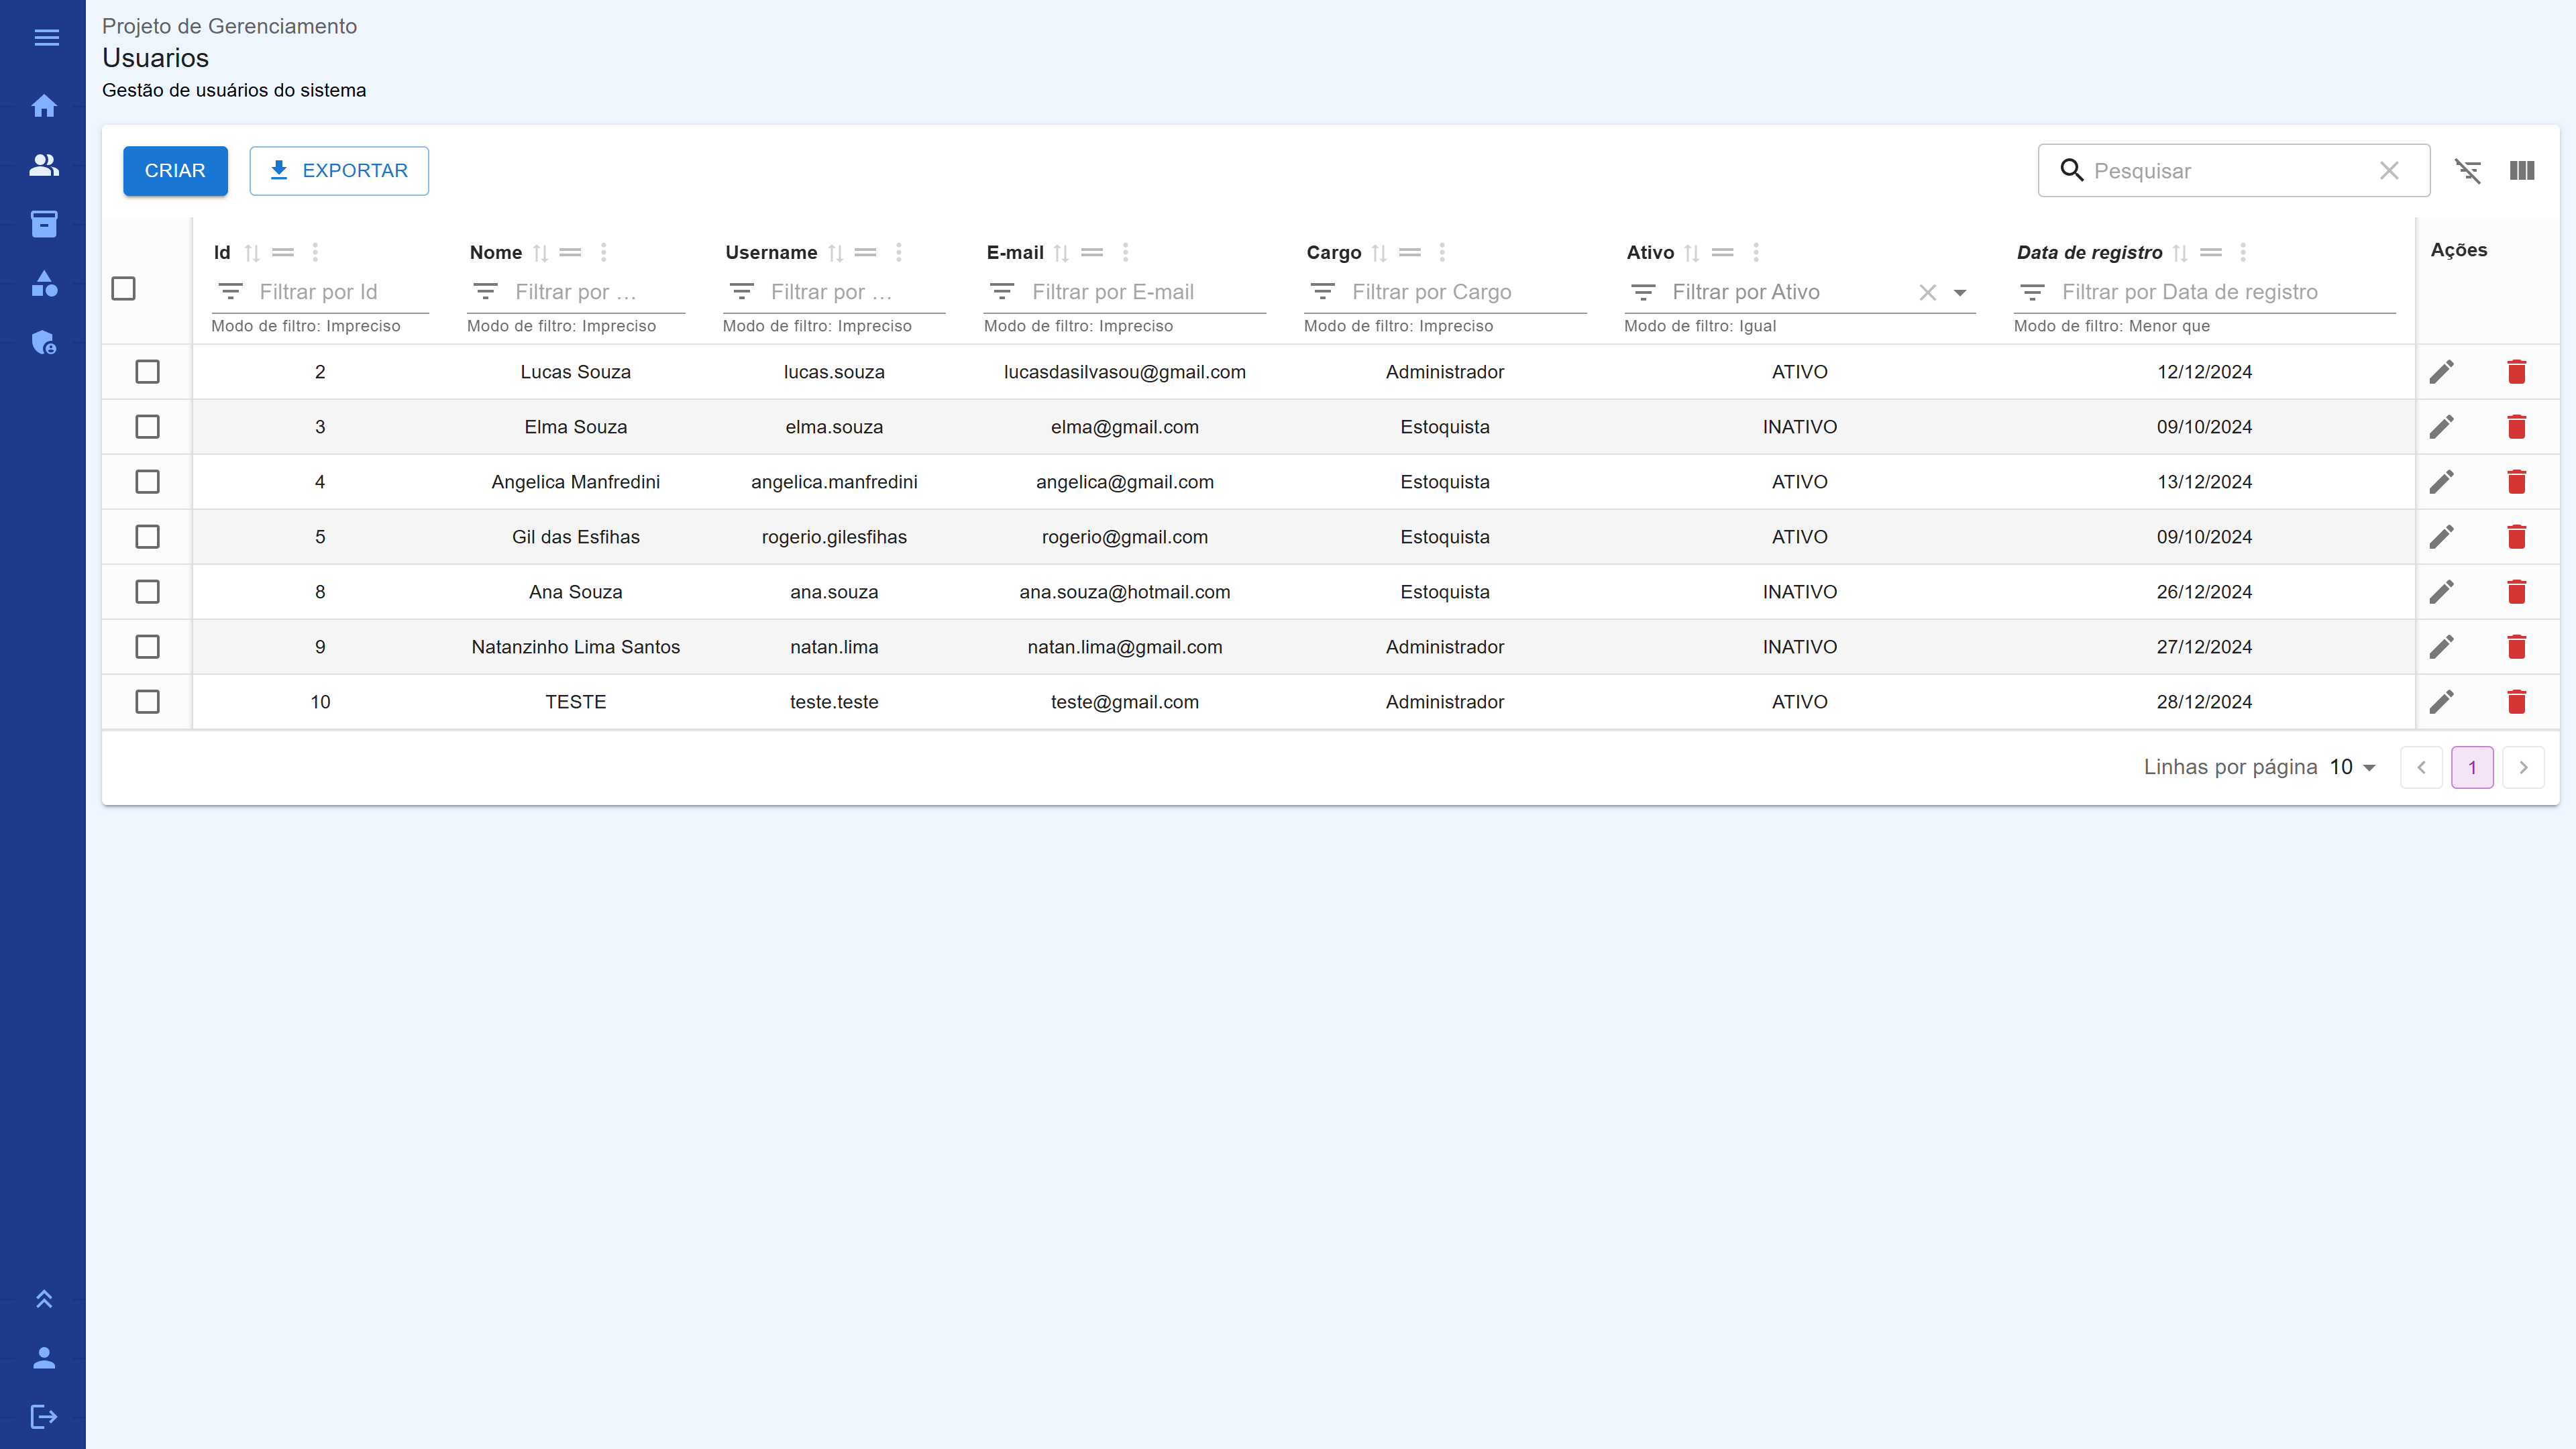 Projeto de Gerenciamento
Usuarios
Gestão de usuários do sistema
CRIAR EXPORTAR Pesquisar
Id Nome Username E-mail Cargo Ativo Data de registro Ações
Filtrar por Id Filtrar por … Filtrar por … Filtrar por E-mail Filtrar por Cargo Filtrar por Ativo Filtrar por Data de registro
Modo de filtro: Impreciso Modo de filtro: Impreciso Modo de filtro: Impreciso Modo de filtro: Impreciso Modo de filtro: Impreciso Modo de filtro: Igual Modo de filtro: Menor que
2 Lucas Souza lucas.souza lucasdasilvasou@gmail.com Administrador ATIVO 12/12/2024
3 Elma Souza elma.souza elma@gmail.com Estoquista INATIVO 09/10/2024
4 Angelica Manfredini angelica.manfredini angelica@gmail.com Estoquista ATIVO 13/12/2024
5 Gil das Esfihas rogerio.gilesfihas rogerio@gmail.com Estoquista ATIVO 09/10/2024
8 Ana Souza ana.souza ana.souza@hotmail.com Estoquista INATIVO 26/12/2024
9 Natanzinho Lima Santos natan.lima natan.lima@gmail.com Administrador INATIVO 27/12/2024
10 TESTE teste.teste teste@gmail.com Administrador ATIVO 28/12/2024
Linhas por página 10 1